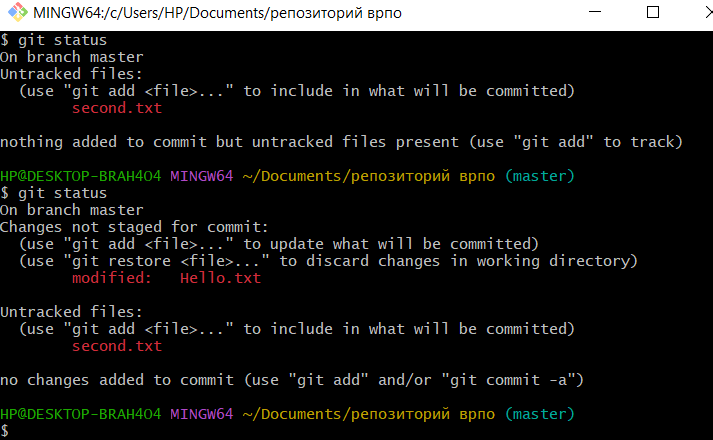 MINGW64:/c/Users/HP/Documents/репозиторий врпо
$ git status
On branch master
Untracked files:
  (use "git add <file>..." to include in what will be committed)
        second.txt

nothing added to commit but untracked files present (use "git add" to track)

HP@DESKTOP-BRAH4O4 MINGW64 ~/Documents/репозиторий врпо (master)
$ git status
On branch master
Changes not staged for commit:
  (use "git add <file>..." to update what will be committed)
  (use "git restore <file>..." to discard changes in working directory)
        modified:   Hello.txt

Untracked files:
  (use "git add <file>..." to include in what will be committed)
        second.txt

no changes added to commit (use "git add" and/or "git commit -a")

HP@DESKTOP-BRAH4O4 MINGW64 ~/Documents/репозиторий врпо (master)
$